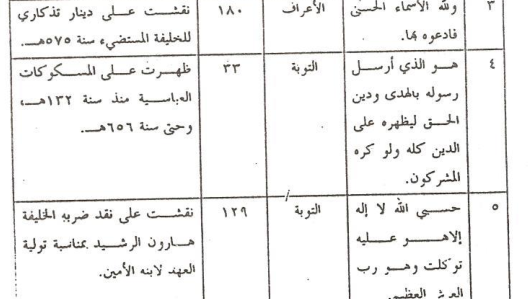 ٣ ولله الأسماء الحسنى الأعراف ١٨٠ نقشت على دينار تذكاري
فادعوه بها. للخليفة المستضيء سنة ٥٧٥هـ.
٤ هو الذي أرسل التوبة ٣٣ ظهرت على المسكوكات
رسوله بالهدى ودين العباسية منذ سنة ١٣٢هـ،
الحق ليظهره على وحتى سنة ٦٥٦هـ.
الدين كله ولو كره
المشركون.
٥ حسبي الله لا إله التوبة ١٢٩ نقشت على نقد ضربه الخليفة
إلا هو عليه هارون الرشيد بمناسبة تولية
توكلت وهو رب العهد لابنه الأمين.
العرش العظيم.